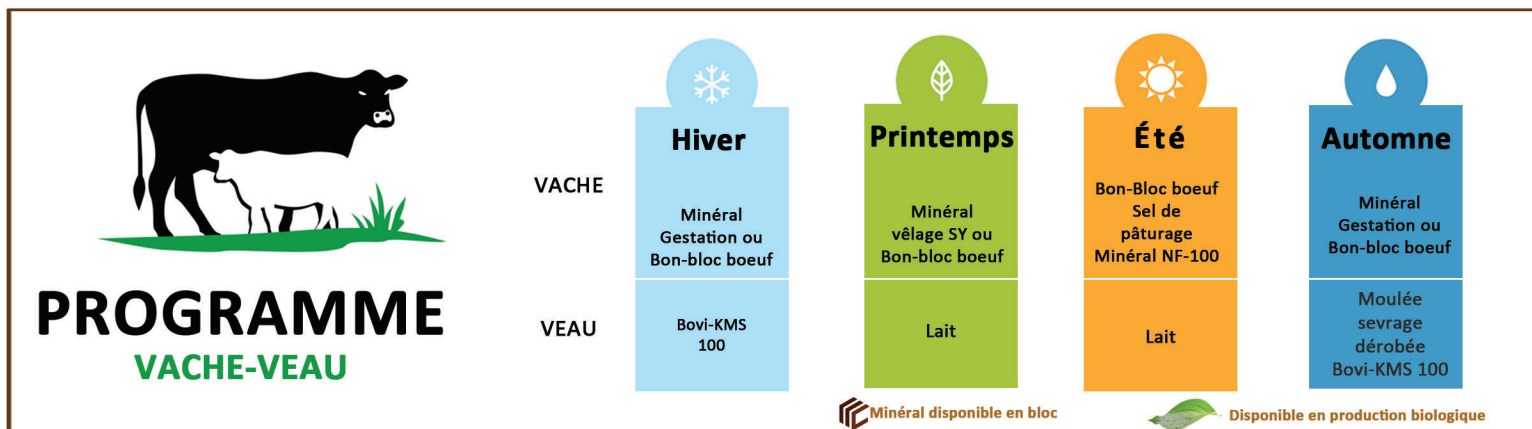 PROGRAMME
VACHE-VEAU
Hiver
Printemps
Été
Automne
VACHE
Minéral
Gestation ou
Bon-bloc boeuf
Minéral
vêlage SY ou
Bon-bloc boeuf
Bon-Bloc boeuf
Sel de
pâturage
Minéral NF-100
Minéral
Gestation ou
Bon-bloc boeuf
VEAU
Bovi-KMS
100
Lait
Lait
Moulée
sevrage
dérobée
Bovi-KMS 100
Minéral disponible en bloc
Disponible en production biologique